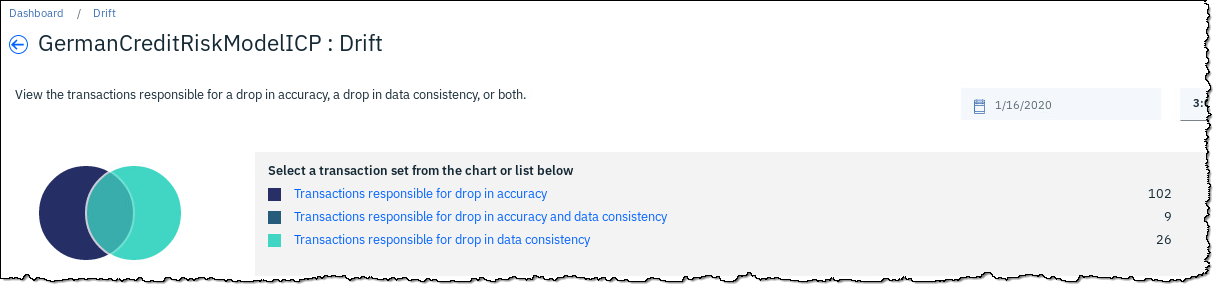 Dashboard / Drift
GermanCreditRiskModelICP : Drift
View the transactions responsible for a drop in accuracy, a drop in data consistency, or both.
1/16/2020
Select a transaction set from the chart or list below
Transactions responsible for drop in accuracy 102
Transactions responsible for drop in accuracy and data consistency 9
Transactions responsible for drop in data consistency 26